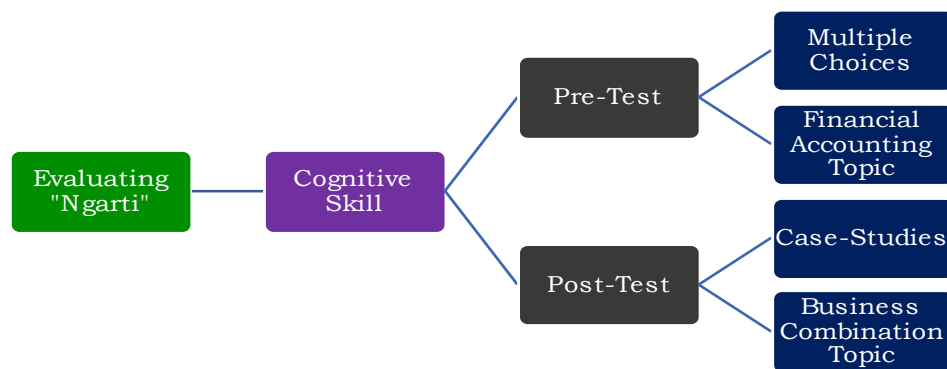 Evaluating
"Ngarti"
Cognitive
Skill
Pre-Test
Multiple
Choices
Financial
Accounting
Topic
Post-Test
Case-Studies
Business
Combination
Topic